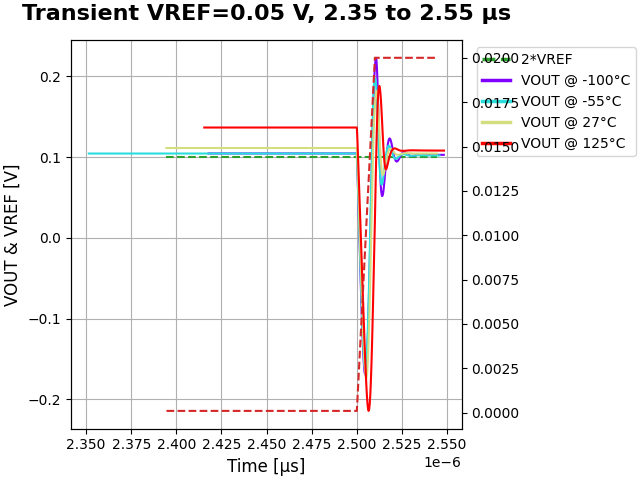 Transient VREF=0.05 V, 2.35 to 2.55 µs
VOUT & VREF [V]
0.2
0.1
0.0
−0.1
−0.2
2.350 2.375 2.400 2.425 2.450 2.475 2.500 2.525 2.550
1e−6
Time [µs]
0.0200
0.0175
0.0150
0.0125
0.0100
0.0075
0.0050
0.0025
0.0000
2*VREF
VOUT @ -100°C
VOUT @ -55°C
VOUT @ 27°C
VOUT @ 125°C